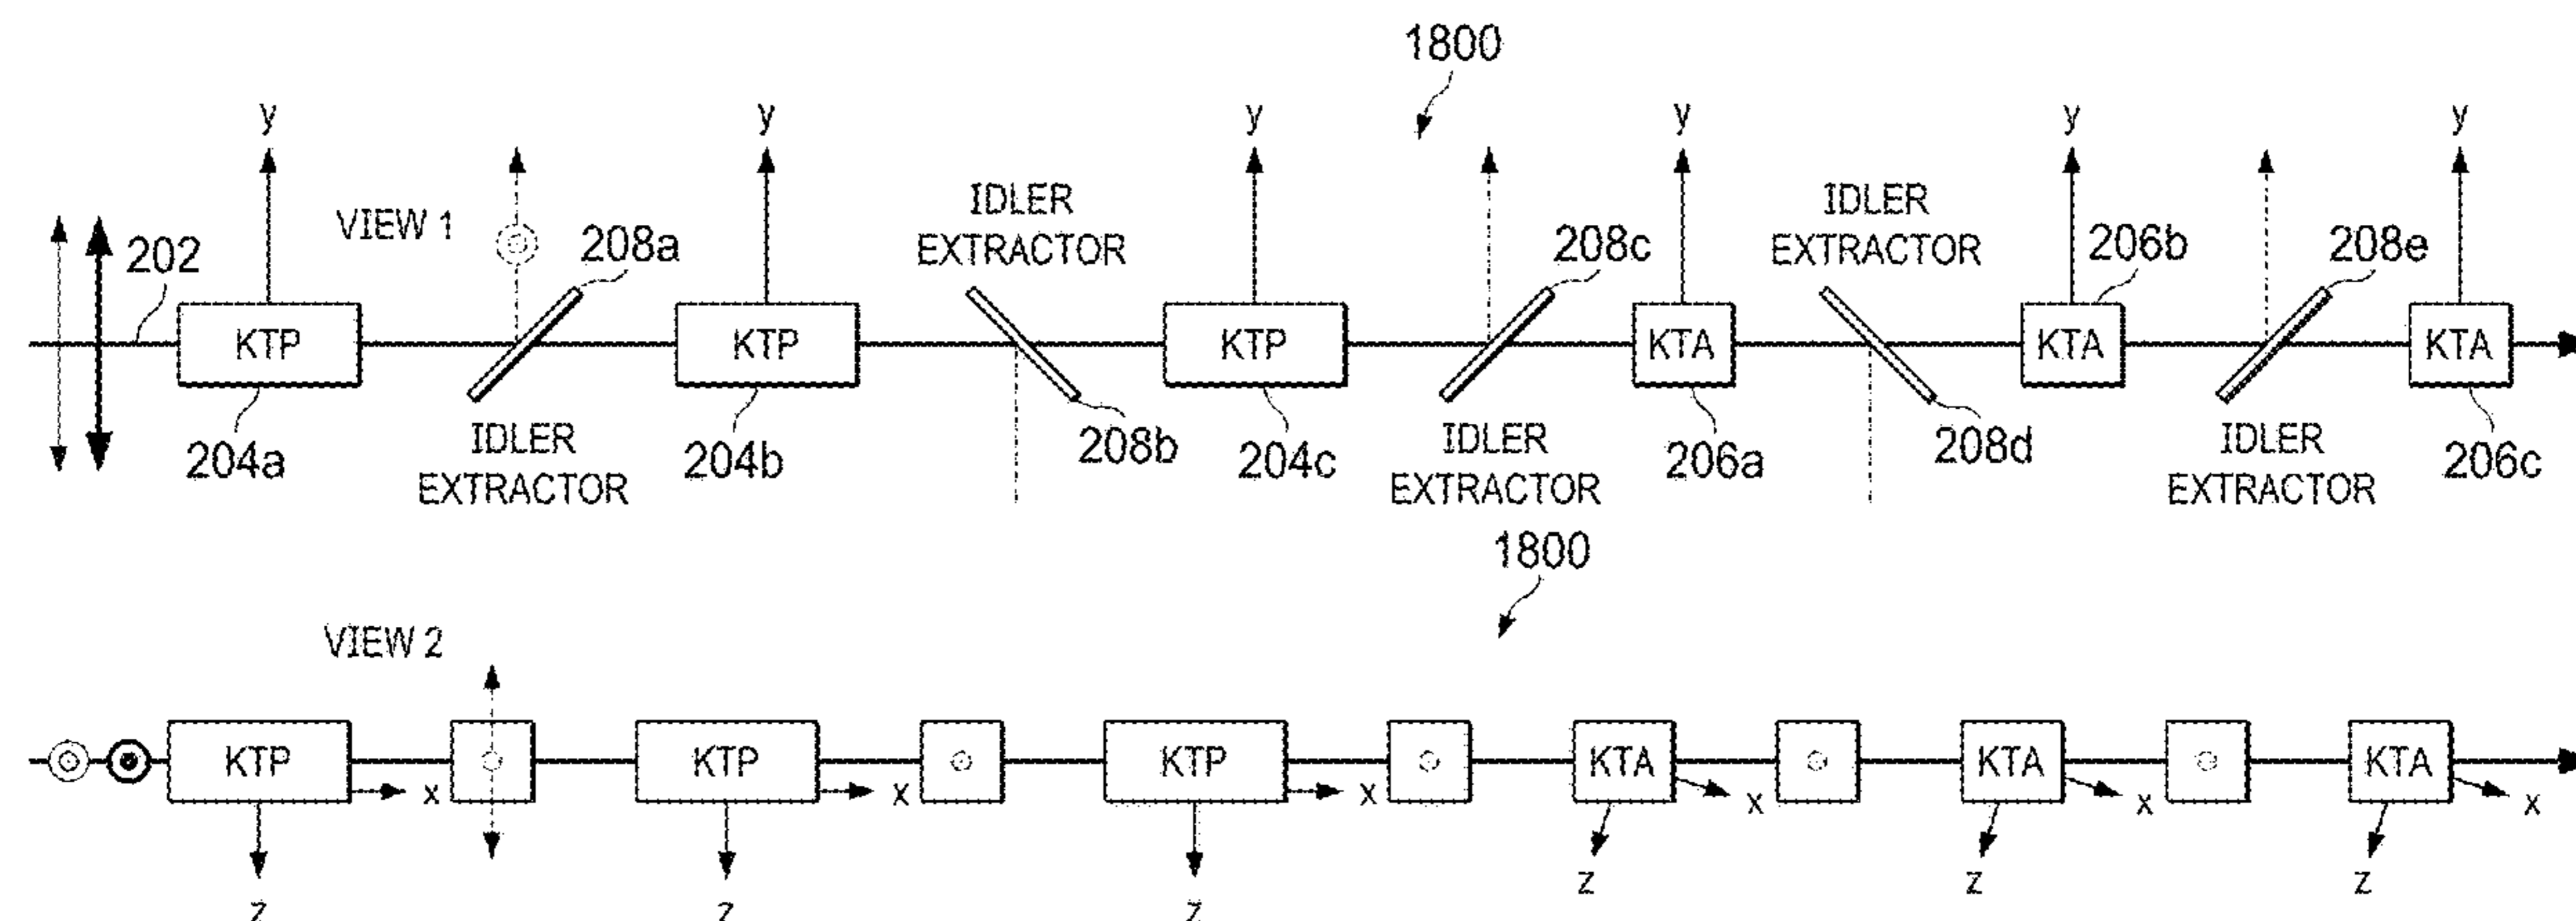 1800
y y y y y y
VIEW 1
IDLER EXTRACTOR
IDLER EXTRACTOR
202
208a
208c
206b
208e
KTP KTP KTP KTA KTA KTA
204a
IDLER EXTRACTOR
204b
208b
204c
IDLER EXTRACTOR
206a
208d
IDLER EXTRACTOR
206c
1800
VIEW 2
KTP KTP KTP KTA KTA KTA
x x x x x x
z z z z z z